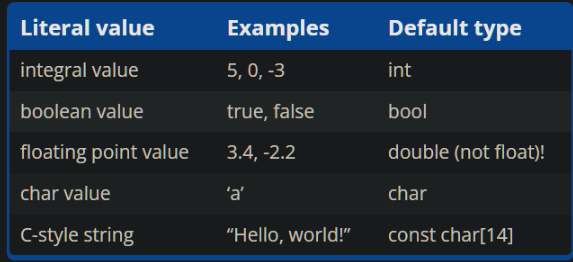 Literal value Examples Default type
integral value 5, 0, -3 int
boolean value true, false bool
floating point value 3.4, -2.2 double (not float)!
char value ‘a’ char
C-style string “Hello, world!” const char[14]